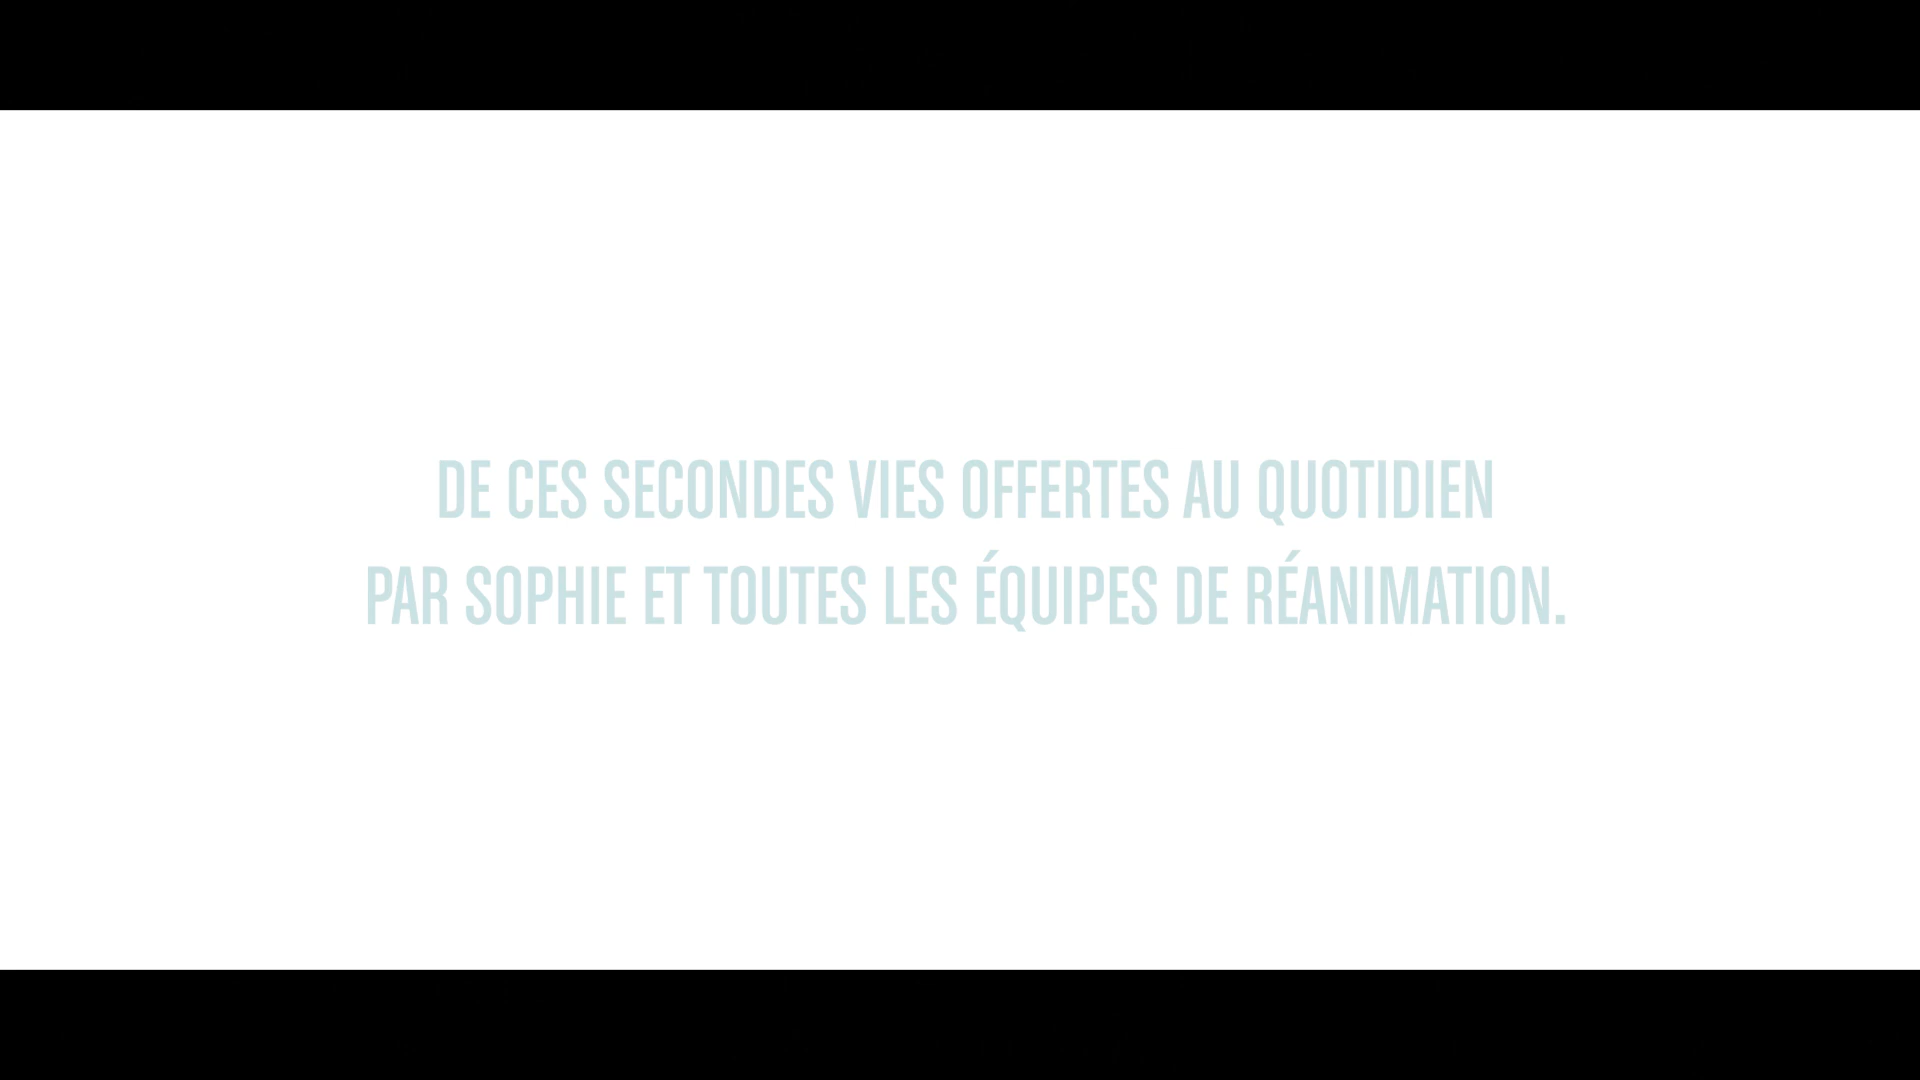 DE CES SECONDES VIES OFFERTES AU QUOTIDIEN
PAR SOPHIE ET TOUTES LES ÉQUIPES DE RÉANIMATION.